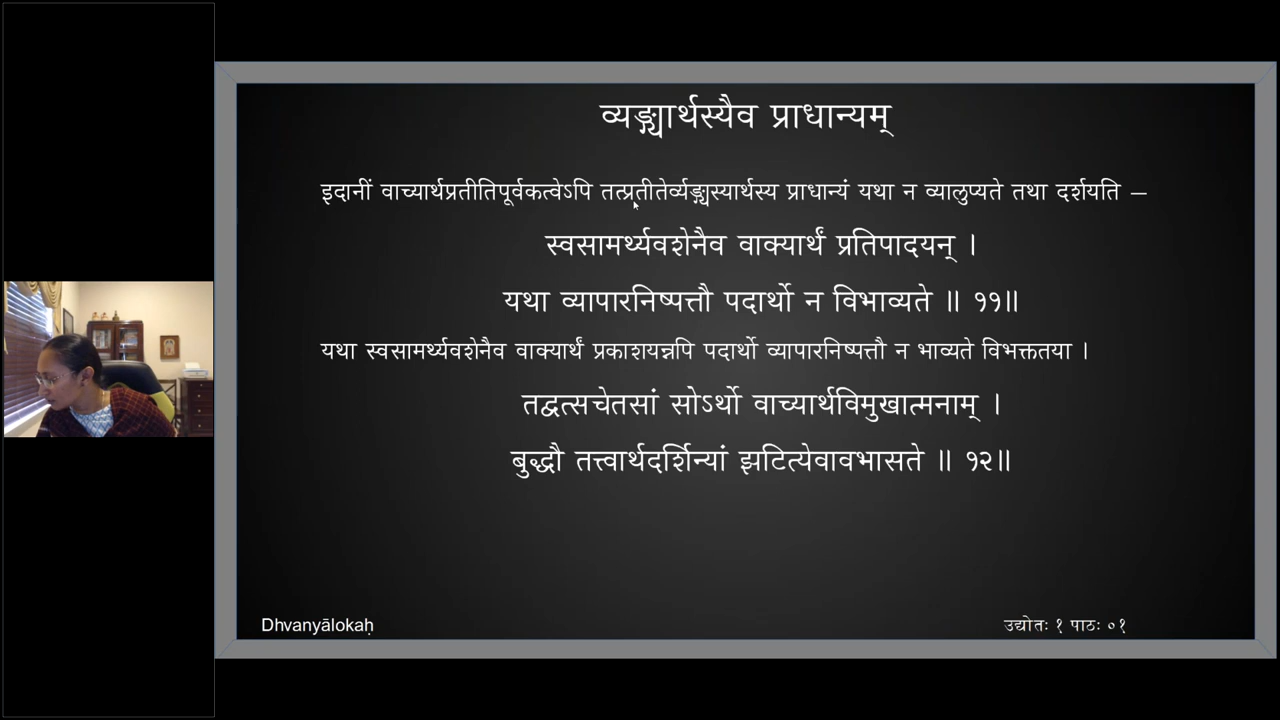 व्यङ्ग्यार्थस्यैव प्राधान्यम्
इदानीं वाच्यार्थप्रतीतिपूर्वकत्वेऽपि तत्प्रतीतेर्व्यङ्ग्यस्यार्थस्य प्राधान्यं यथा न व्यालुप्यते तथा दर्शयति –
स्वसामर्थ्यवशेनैव वाक्यार्थं प्रतिपादयन् ।
यथा व्यापारनिष्पत्तौ पदार्थो न विभाव्यते ॥ ११॥
यथा स्वसामर्थ्यवशेनैव वाक्यार्थं प्रकाशयन्नपि पदार्थो व्यापारनिष्पत्तौ न भाव्यते विभक्ततया ।
तद्वत्सचेतसां सोऽर्थो वाच्यार्थविमुखात्मनाम् ।
बुद्धौ तत्त्वार्थदर्शिन्यां झटित्येवावभासते ॥ १२॥
Dhvanyālokaḥ
उद्योतः १ पाठः ०१